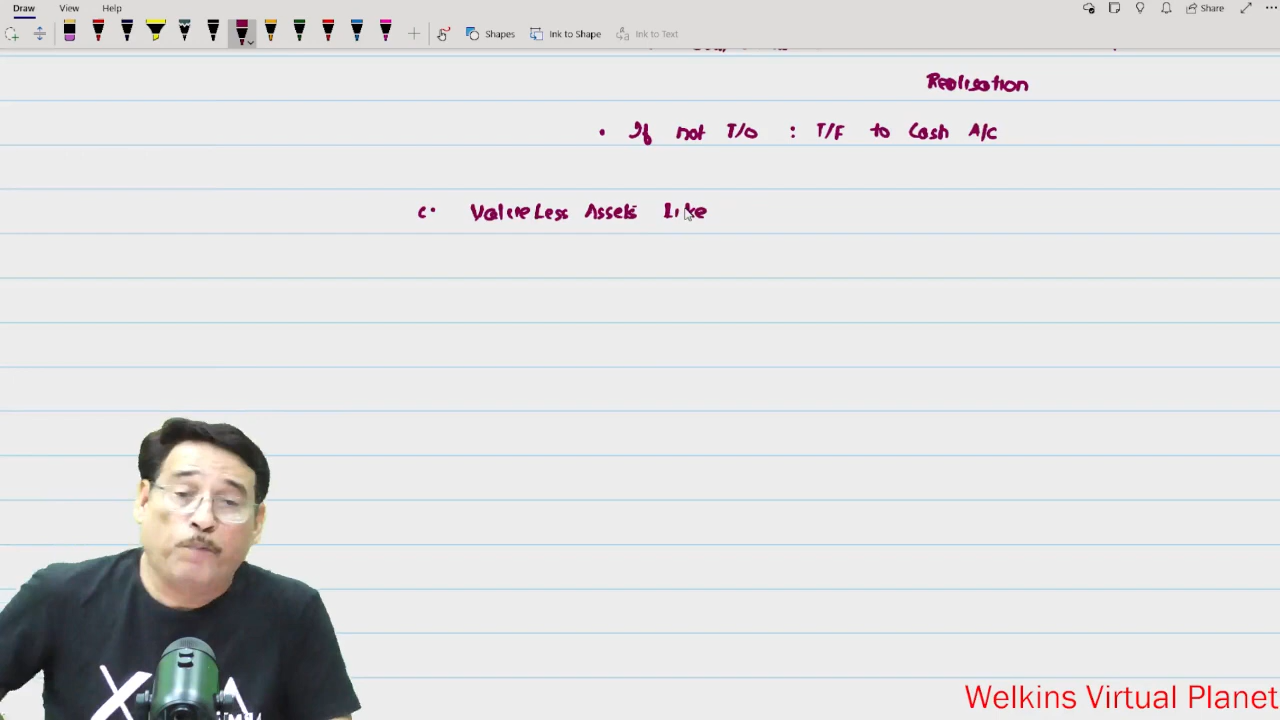 Draw View Help Share
Shapes Ink to Shape Ink to Text
Realisation
• If not T/O : T/F to Cash A/C
c. ValueLess Assets Like
Welkins Virtual Planet